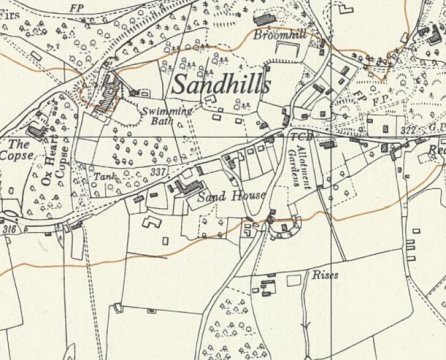 Firs
FP
Broomhill
Sandhills
Swimming
Bath
F.P.
The
Copse
Ox Heart
Copse
TCB
322
Tank
337
Allotment
Gardens
Sand House
316
Rises